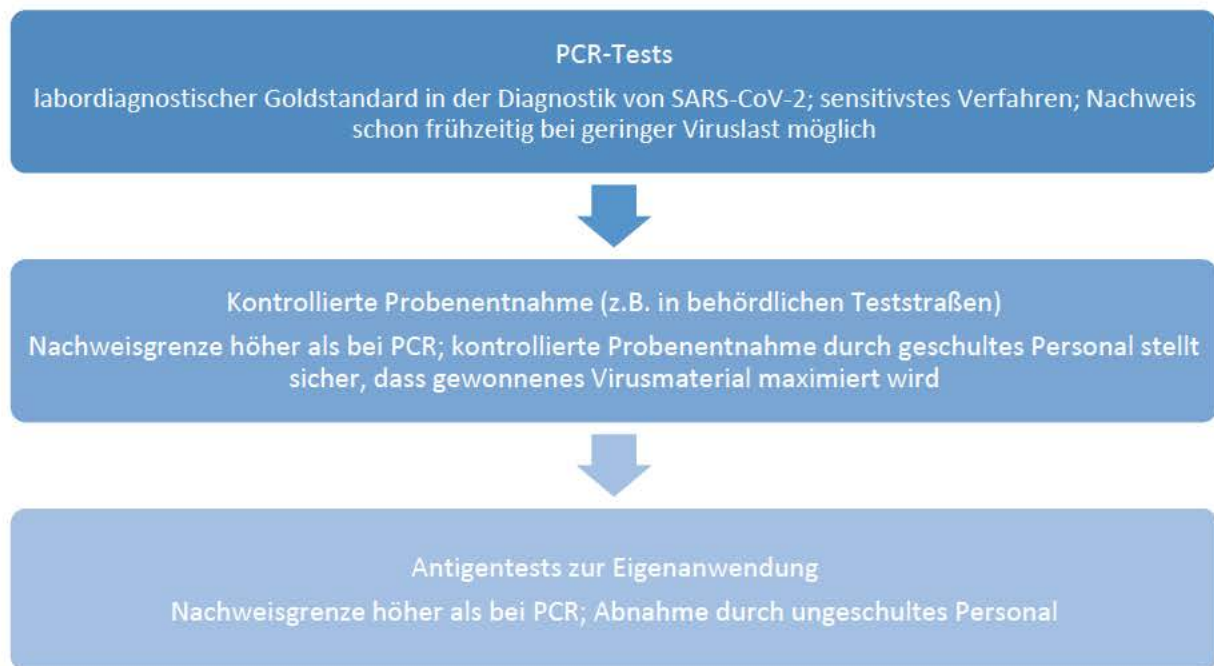 PCR-Tests
labordiagnostischer Goldstandard in der Diagnostik von SARS-CoV-2; sensitivstes Verfahren; Nachweis
schon frühzeitig bei geringer Viruslast möglich
Kontrollierte Probenentnahme (z.B. in behördlichen Teststraßen)
Nachweisgrenze höher als bei PCR; kontrollierte Probenentnahme durch geschultes Personal stellt
sicher, dass gewonnenes Virusmaterial maximiert wird
Antigentests zur Eigenanwendung
Nachweisgrenze höher als bei PCR; Abnahme durch ungeschultes Personal